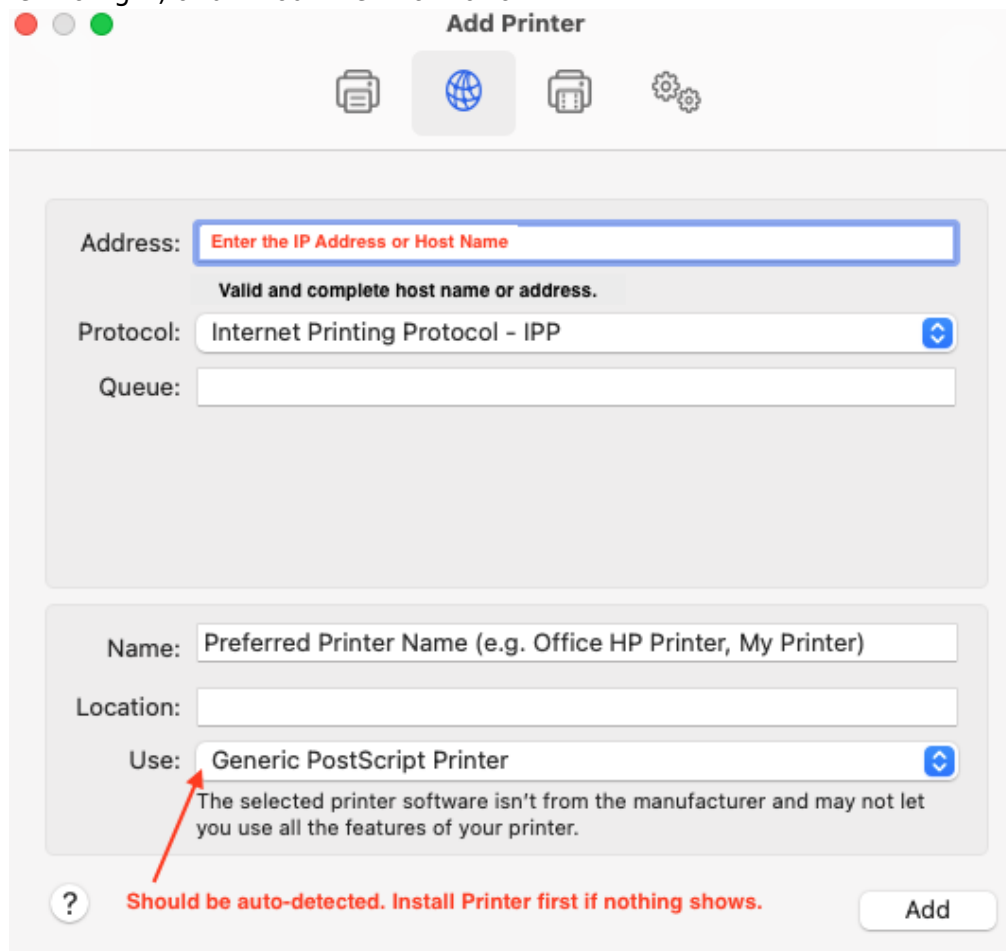 Add Printer
Address: Enter the IP Address or Host Name
Valid and complete host name or address.
Protocol: Internet Printing Protocol - IPP
Queue:
Name: Preferred Printer Name (e.g. Office HP Printer, My Printer)
Location:
Use: Generic PostScript Printer
The selected printer software isn't from the manufacturer and may not let
you use all the features of your printer.
? Should be auto-detected. Install Printer first if nothing shows. Add